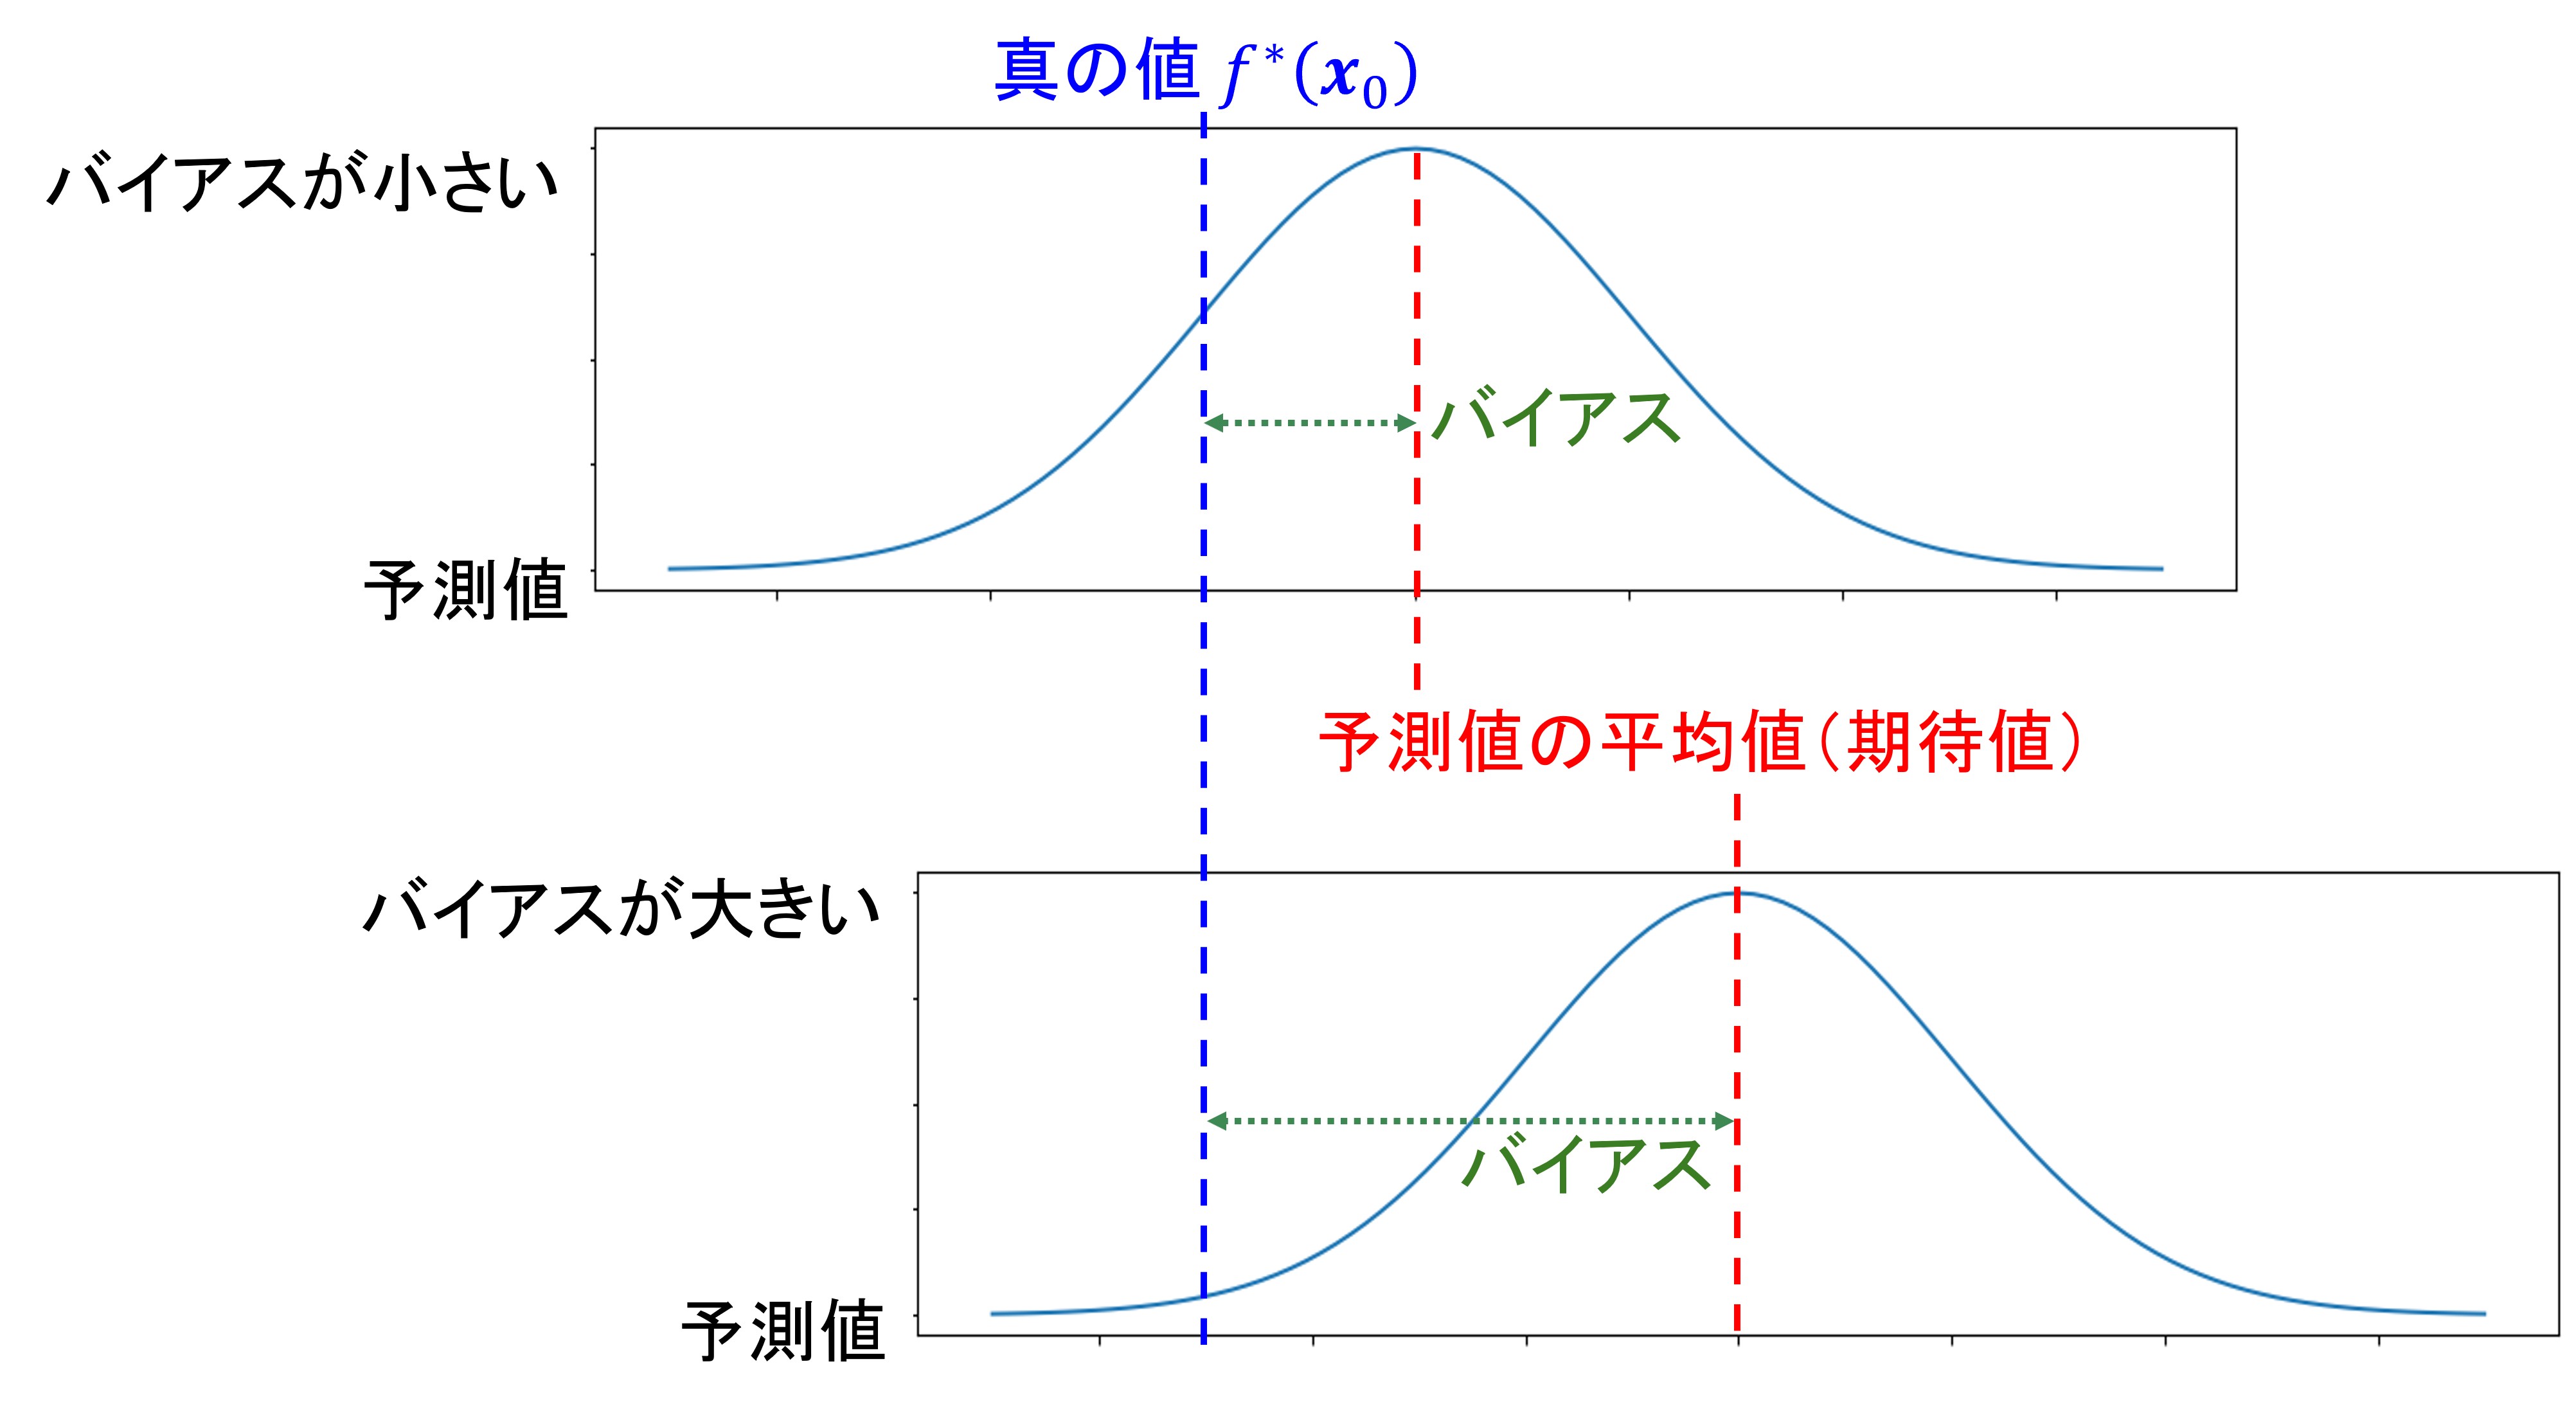 真の値 f*(x₀)
バイアスが小さい
バイアス
予測値
予測値の平均値(期待値)
バイアスが大きい
バイアス
予測値